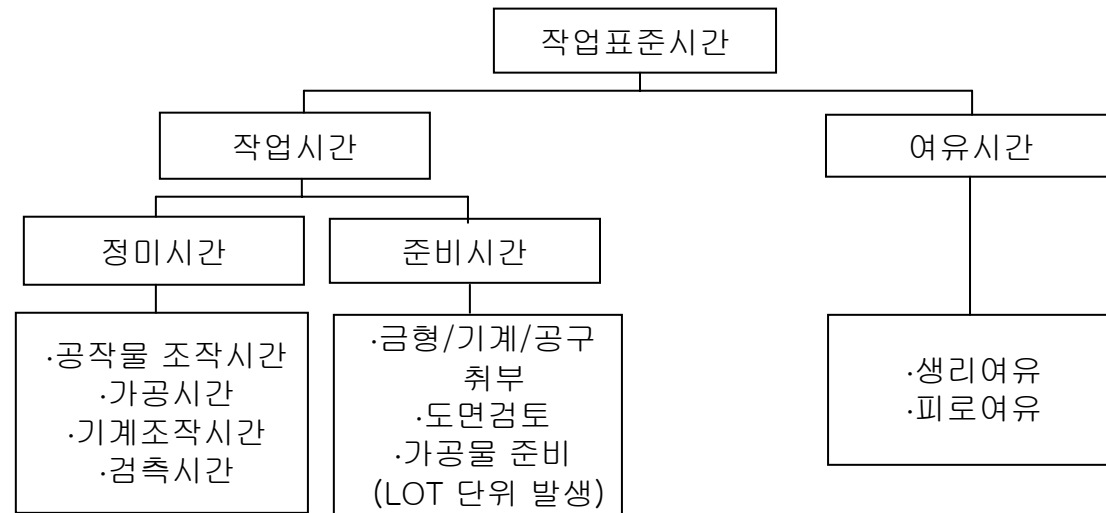 작업표준시간
작업시간
여유시간
정미시간
준비시간
·공작물 조작시간
·가공시간
·기계조작시간
·검측시간
·금형/기계/공구
취부
·도면검토
·가공물 준비
(LOT 단위 발생)
·생리여유
·피로여유